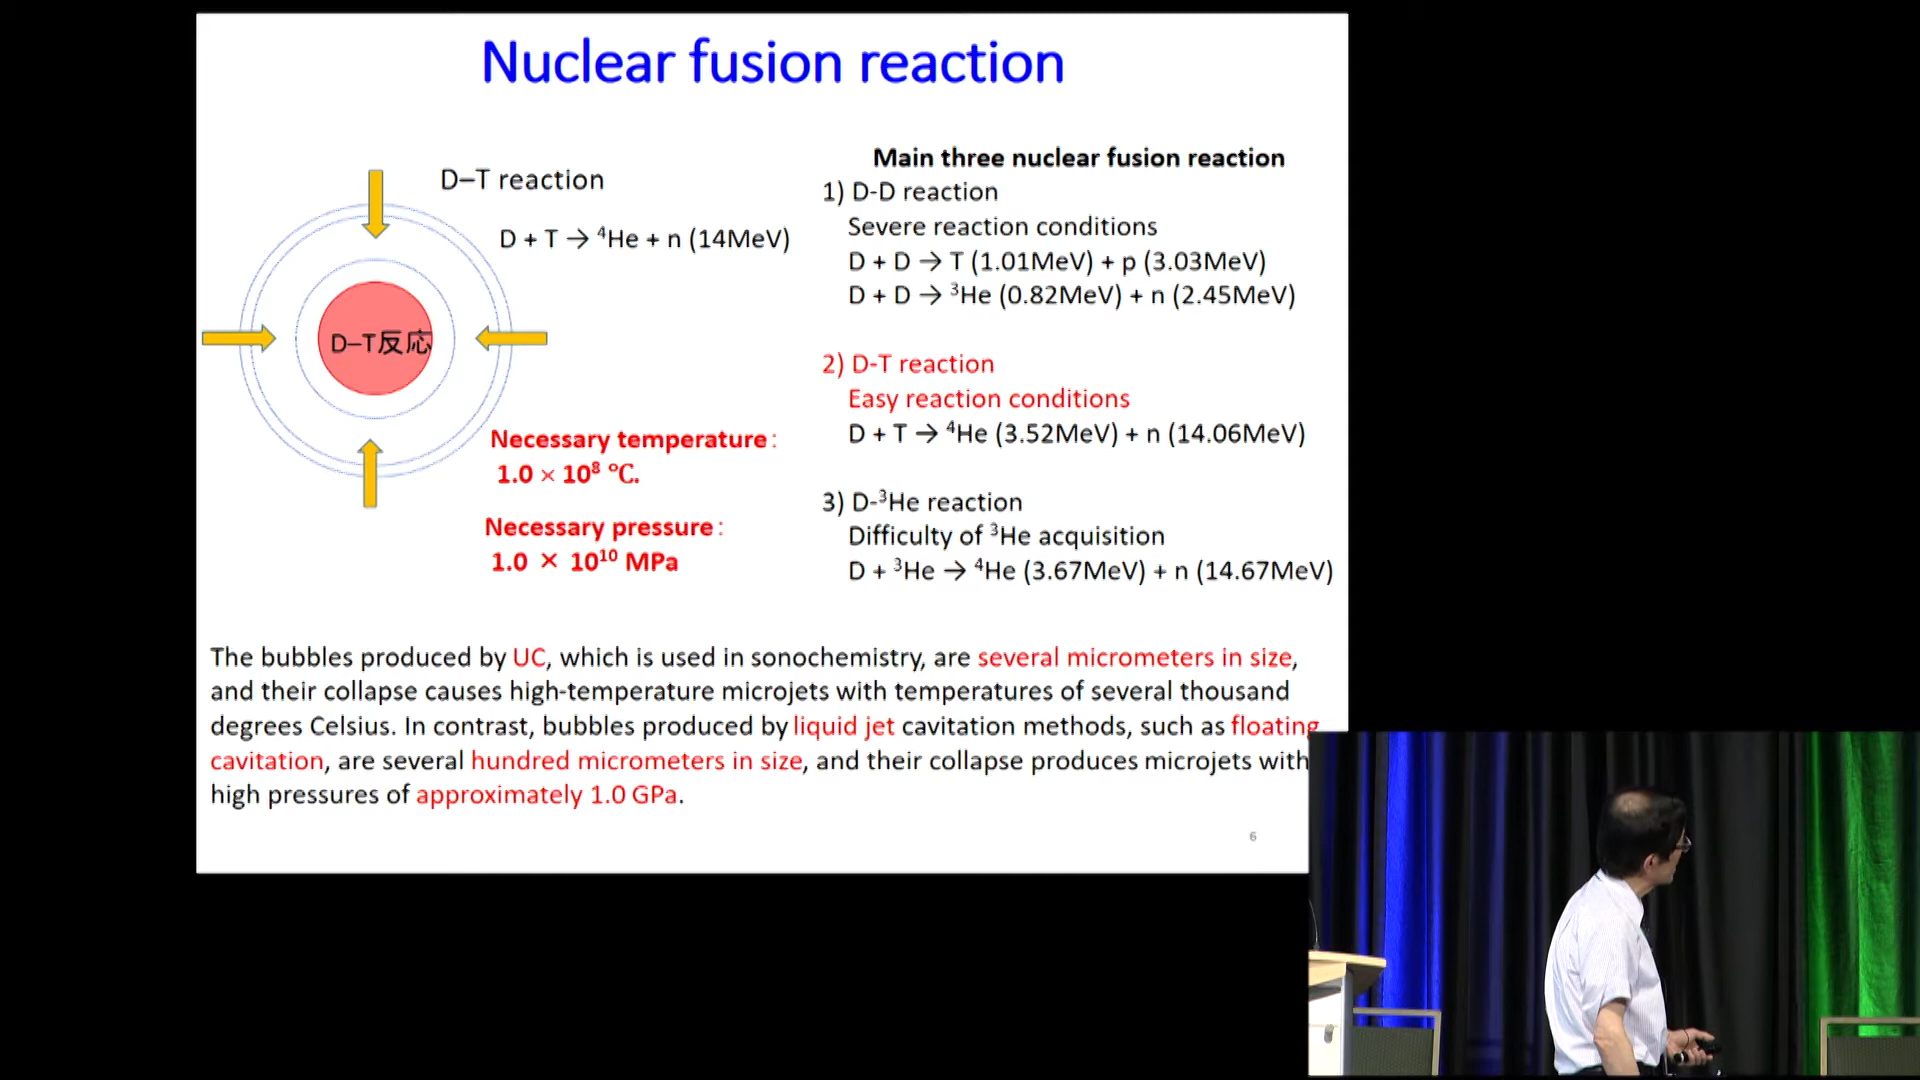 Nuclear fusion reaction
D–T reaction
D + T → ⁴He + n (14MeV)
D–T反応
Necessary temperature：
1.0 × 10⁸ ℃.
Necessary pressure：
1.0 × 10¹⁰ MPa
Main three nuclear fusion reaction
1) D-D reaction
Severe reaction conditions
D + D → T (1.01MeV) + p (3.03MeV)
D + D → ³He (0.82MeV) + n (2.45MeV)
2) D-T reaction
Easy reaction conditions
D + T → ⁴He (3.52MeV) + n (14.06MeV)
3) D-³He reaction
Difficulty of ³He acquisition
D + ³He → ⁴He (3.67MeV) + n (14.67MeV)
The bubbles produced by UC, which is used in sonochemistry, are several micrometers in size,
and their collapse causes high-temperature microjets with temperatures of several thousand
degrees Celsius. In contrast, bubbles produced by liquid jet cavitation methods, such as floating
cavitation, are several hundred micrometers in size, and their collapse produces microjets with
high pressures of approximately 1.0 GPa.
6